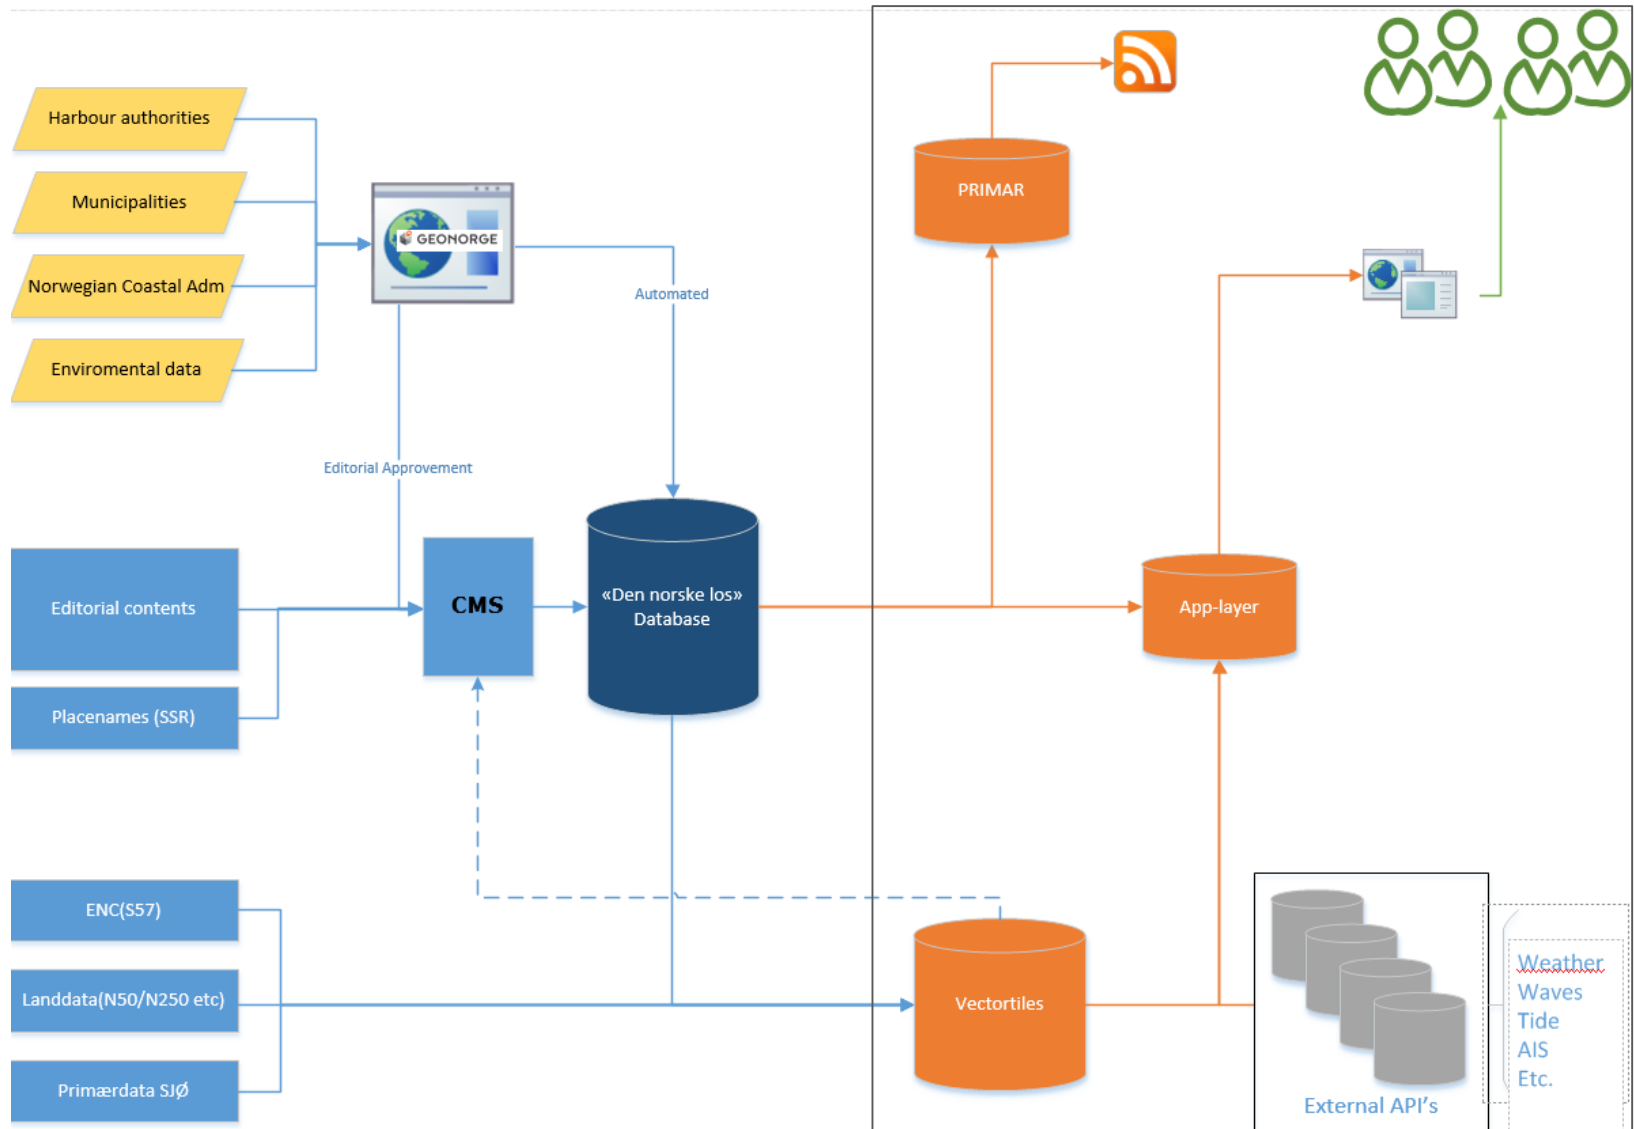 Harbour authorities
Municipalities
Norwegian Coastal Adm
Enviromental data
GEONORGE
Automated
Editorial Approvement
Editorial contents
Placenames (SSR)
CMS
«Den norske los»
Database
PRIMAR
App-layer
ENC(S57)
Landdata(N50/N250 etc)
Primærdata SJØ
Vectortiles
External API's
Weather
Waves
Tide
AIS
Etc.